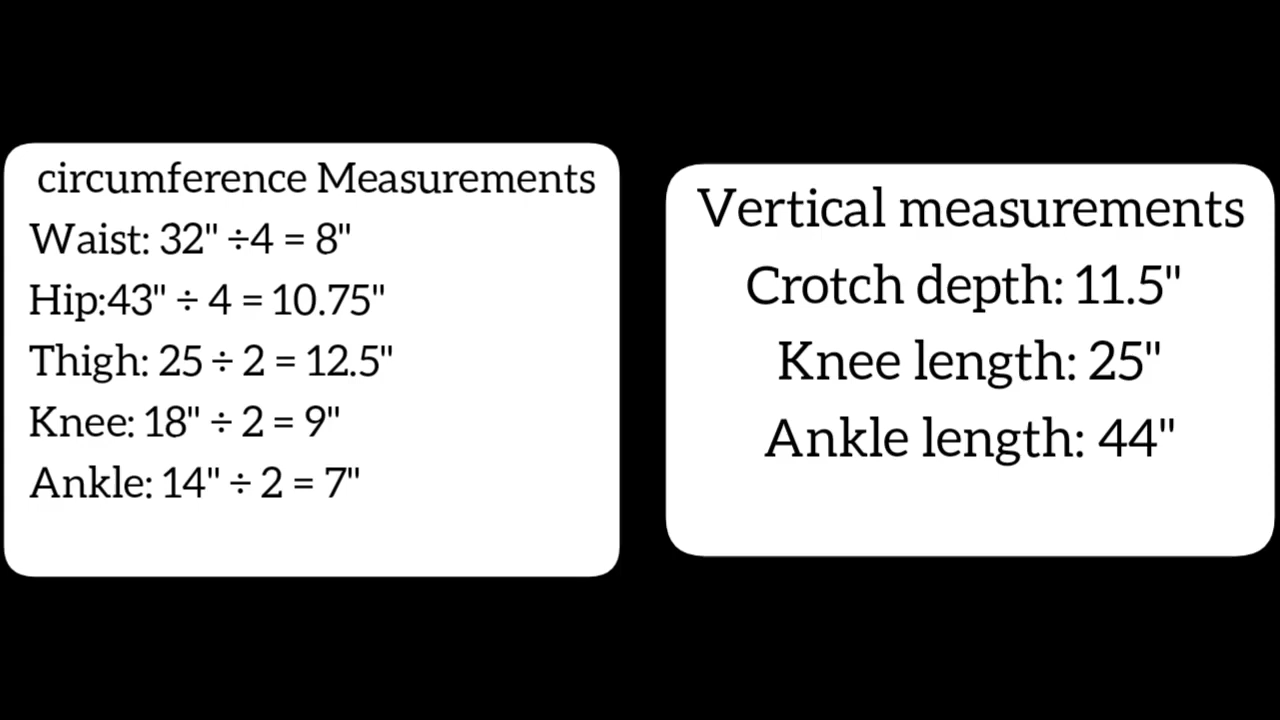 circumference Measurements
Waist: 32" ÷4 = 8"
Hip:43" ÷ 4 = 10.75"
Thigh: 25 ÷ 2 = 12.5"
Knee: 18" ÷ 2 = 9"
Ankle: 14" ÷ 2 = 7"
Vertical measurements
Crotch depth: 11.5"
Knee length: 25"
Ankle length: 44"